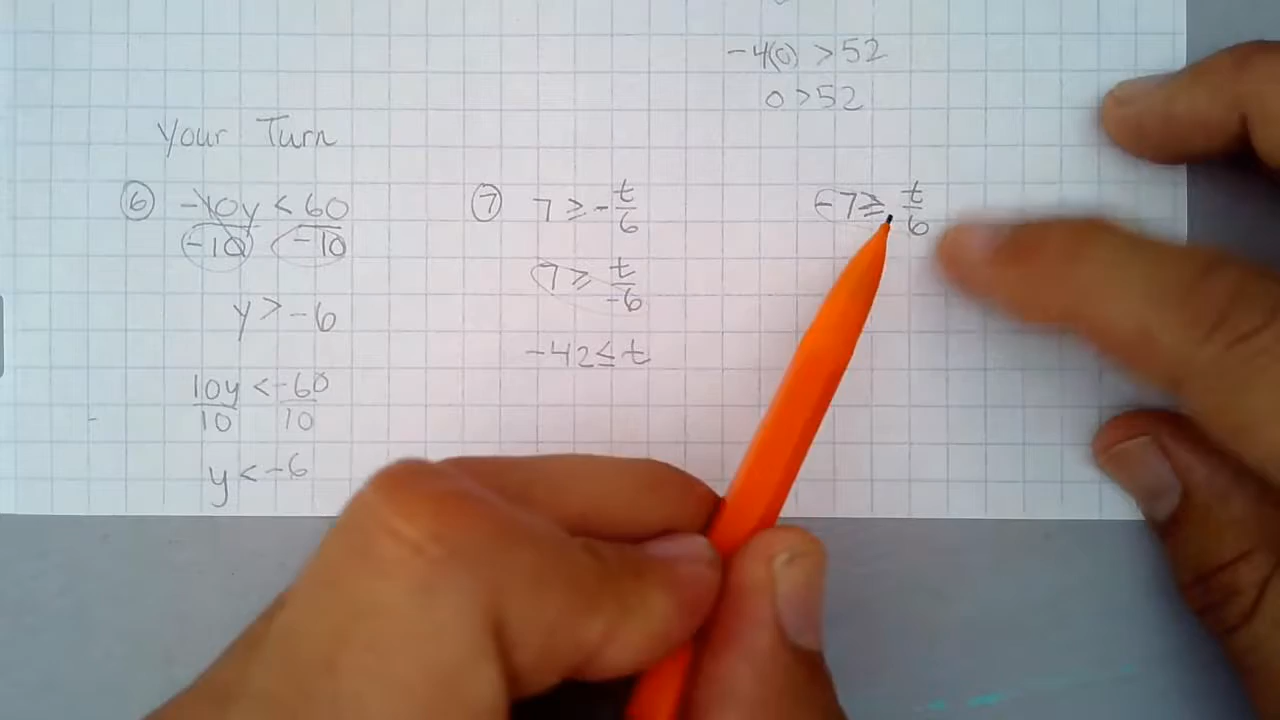 -4(0) > 52
0 > 52
Your Turn
⑥ -10y < 60
-10 -10
y > -6
10y < -60
10 10
y < -6
⑦ 7 ≥ - t/6
7 ≥ t/-6
-42 ≤ t
-7 ≥ t/6